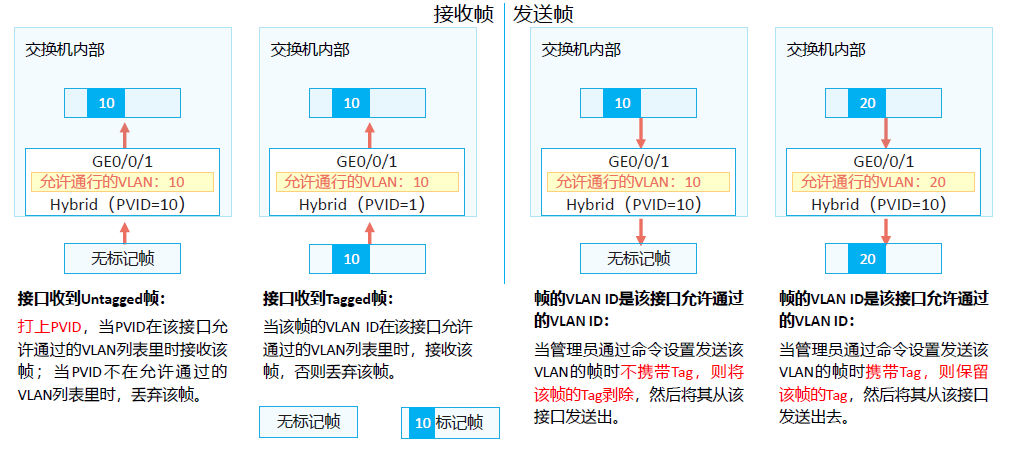 接收帧 发送帧
交换机内部
10
GE0/0/1
允许通行的VLAN：10
Hybrid（PVID=10）
无标记帧
接口收到Untagged帧：
打上PVID，当PVID在该接口允
许通过的VLAN列表里时接收该
帧；当PVID不在允许通过的
VLAN列表里时，丢弃该帧。
交换机内部
10
GE0/0/1
允许通行的VLAN：10
Hybrid（PVID=1）
10
接口收到Tagged帧：
当该帧的VLAN ID在该接口允许
通过的VLAN列表里时，接收该
帧，否则丢弃该帧。
无标记帧
10 标记帧
交换机内部
10
GE0/0/1
允许通行的VLAN：10
Hybrid（PVID=10）
无标记帧
帧的VLAN ID是该接口允许通过
的VLAN ID：
当管理员通过命令设置发送该
VLAN的帧时不携带Tag，则将
该帧的Tag剥除，然后将其从该
接口发送出。
交换机内部
20
GE0/0/1
允许通行的VLAN：20
Hybrid（PVID=10）
20
帧的VLAN ID是该接口允许通过
的VLAN ID：
当管理员通过命令设置发送该
VLAN的帧时携带Tag，则保留
该帧的Tag，然后将其从该接口
发送出去。